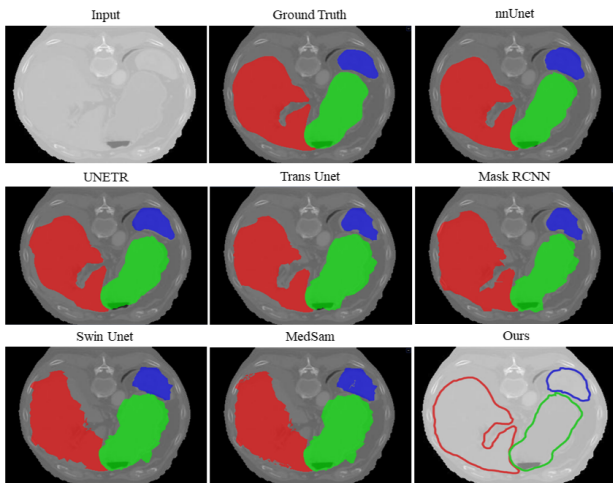 Input
Ground Truth
nnUnet
UNETR
Trans Unet
Mask RCNN
Swin Unet
MedSam
Ours